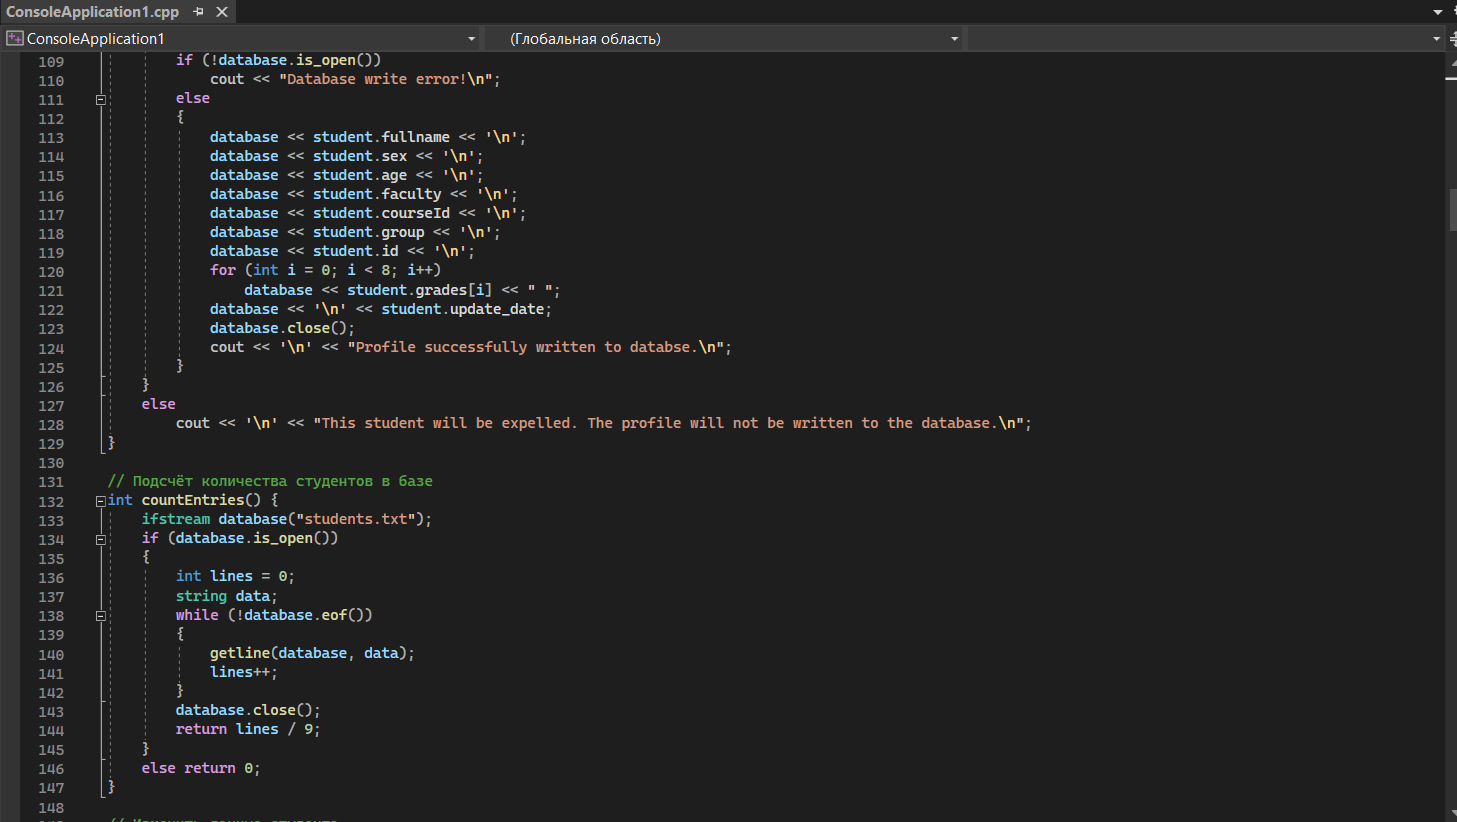 ConsoleApplication1.cpp
ConsoleApplication1 (Глобальная область)
109 if (!database.is_open())
110 cout << "Database write error!\n";
111 else
112 {
113 database << student.fullname << '\n';
114 database << student.sex << '\n';
115 database << student.age << '\n';
116 database << student.faculty << '\n';
117 database << student.courseId << '\n';
118 database << student.group << '\n';
119 database << student.id << '\n';
120 for (int i = 0; i < 8; i++)
121 database << student.grades[i] << " ";
122 database << '\n' << student.update_date;
123 database.close();
124 cout << '\n' << "Profile successfully written to databse.\n";
125 }
126 }
127 else
128 cout << '\n' << "This student will be expelled. The profile will not be written to the database.\n";
129 }
130
131 // Подсчёт количества студентов в базе
132 int countEntries() {
133 ifstream database("students.txt");
134 if (database.is_open())
135 {
136 int lines = 0;
137 string data;
138 while (!database.eof())
139 {
140 getline(database, data);
141 lines++;
142 }
143 database.close();
144 return lines / 9;
145 }
146 else return 0;
147 }
148